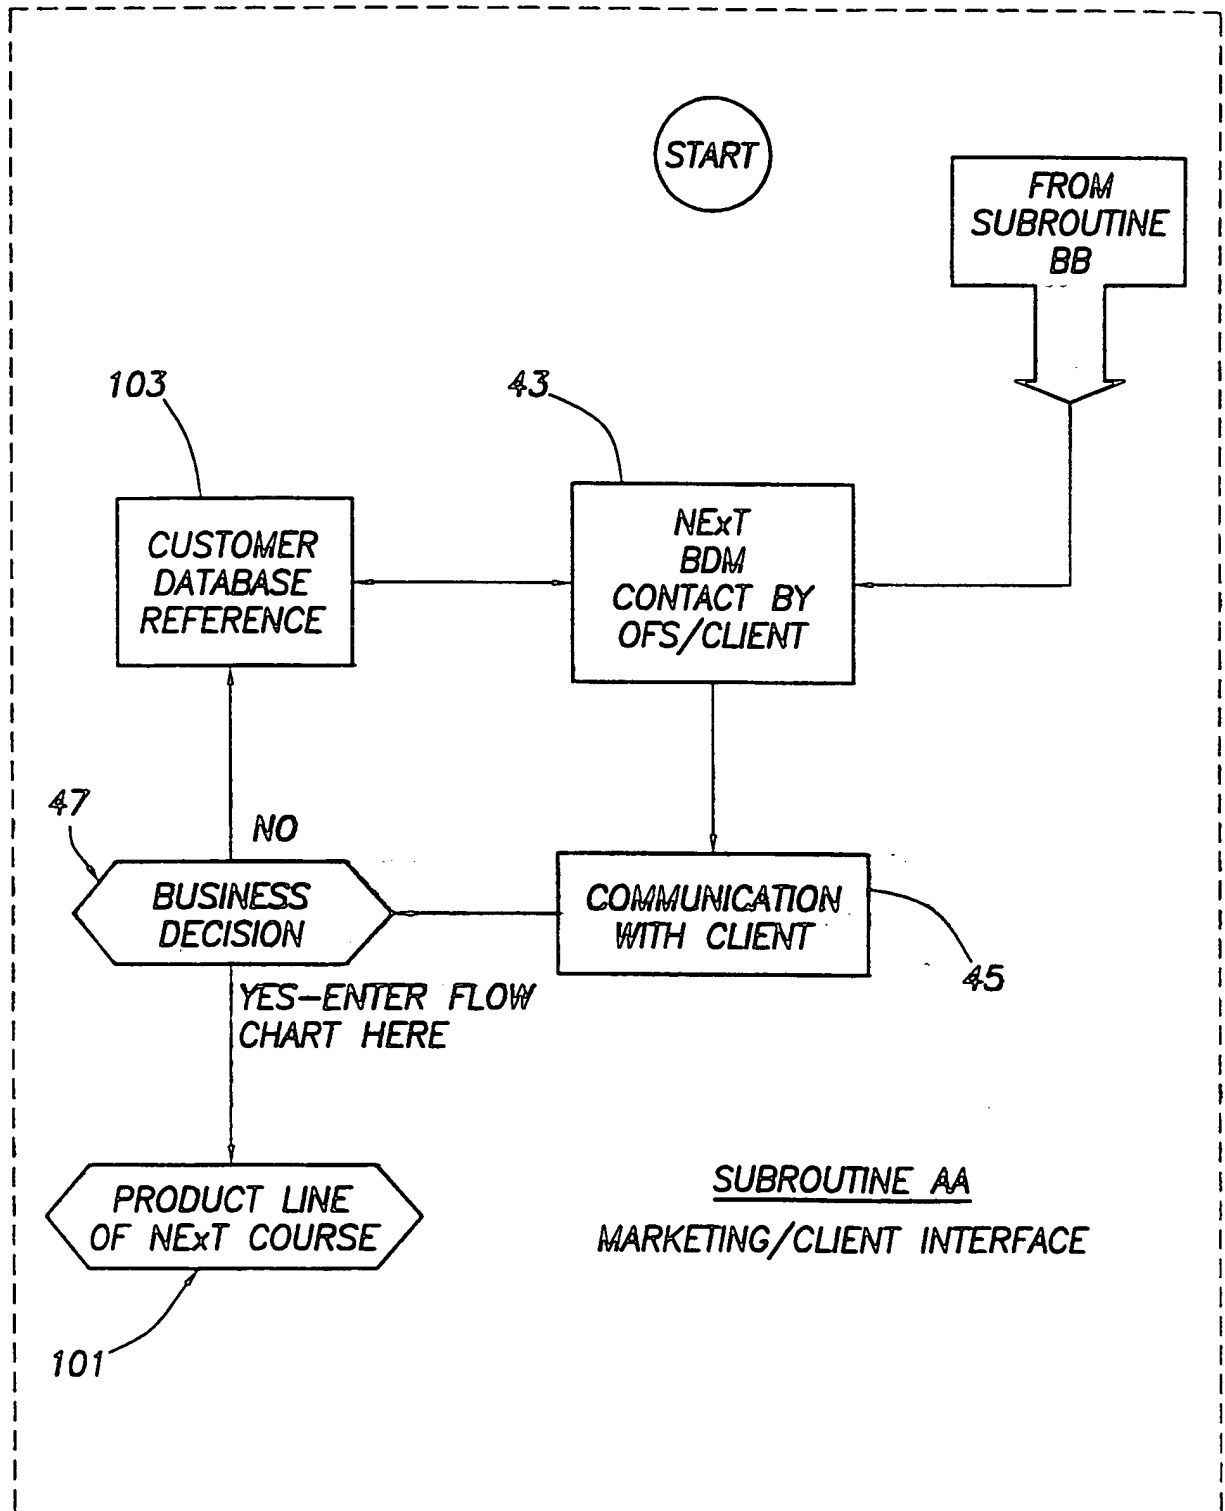 START
FROM
SUBROUTINE
BB
103
43
CUSTOMER
DATABASE
REFERENCE
NExT
BDM
CONTACT BY
OFS/CLIENT
47
NO
BUSINESS
DECISION
COMMUNICATION
WITH CLIENT
45
YES-ENTER FLOW
CHART HERE
PRODUCT LINE
OF NExT COURSE
101
SUBROUTINE AA
MARKETING/CLIENT INTERFACE